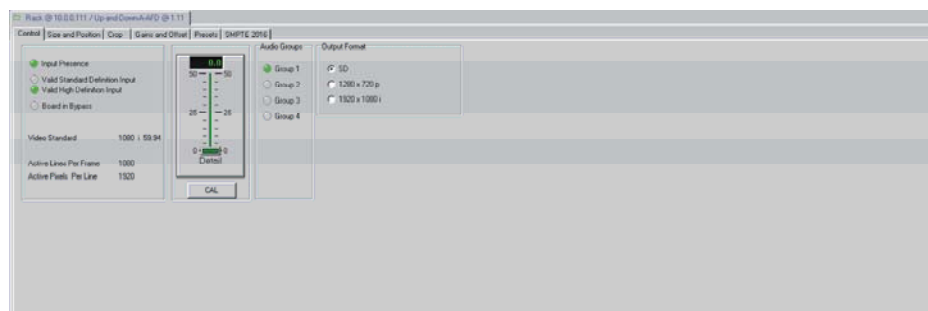 Rack @ 10.0.0.111 / Up-and-Down-A-AFD @ 1.11
Control Size and Position Crop Gains and Offset Presets SMPTE 2016
Input Presence
Valid Standard Definition Input
Valid High Definition Input
Board in Bypass
Video Standard 1080 i 59.94
Active Lines Per Frame 1080
Active Pixels Per Line 1920
0.0
50 50
25 25
0 0
Detail
CAL
Audio Groups
Group 1
Group 2
Group 3
Group 4
Output Format
SD
1280 x 720 p
1920 x 1080 i